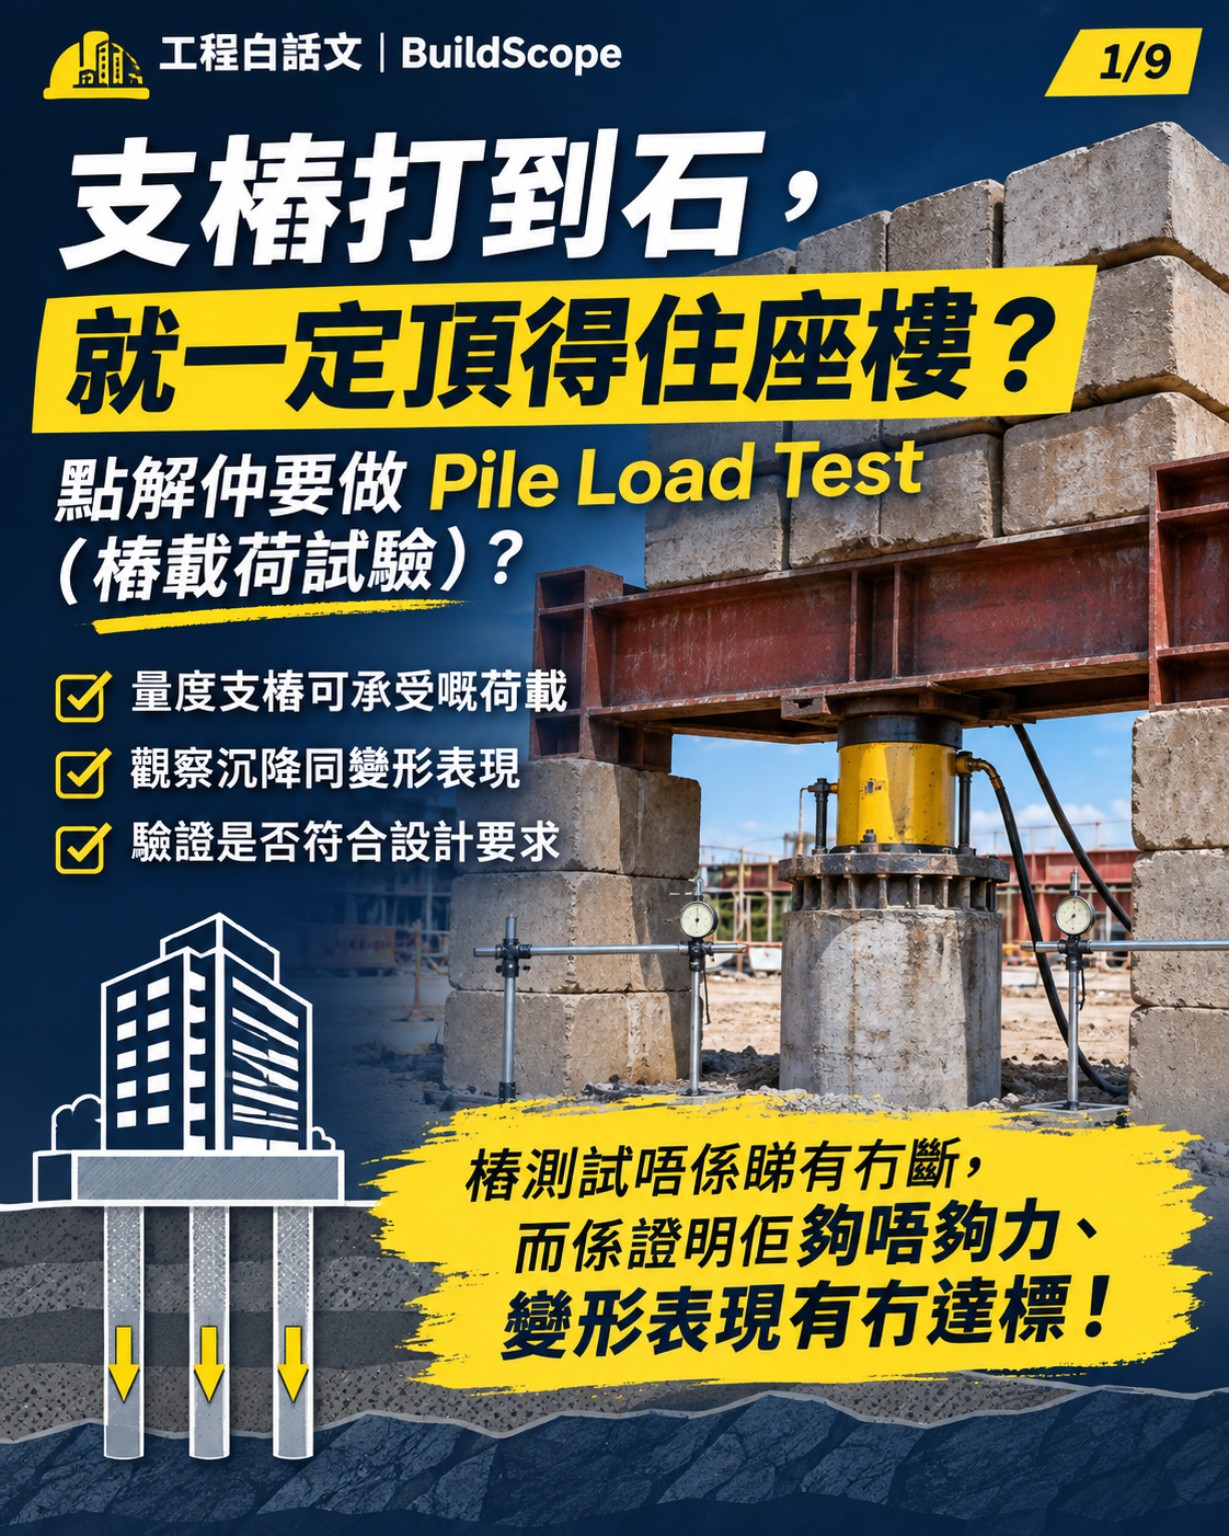 工程白話文｜BuildScope
1/9
支樁打到石，
就一定頂得住座樓？
點解仲要做 Pile Load Test
（樁載荷試驗）？
量度支樁可承受嘅荷載
觀察沉降同變形表現
驗證是否符合設計要求
樁測試唔係睇有冇斷，
而係證明佢夠唔夠力、
變形表現有冇達標！